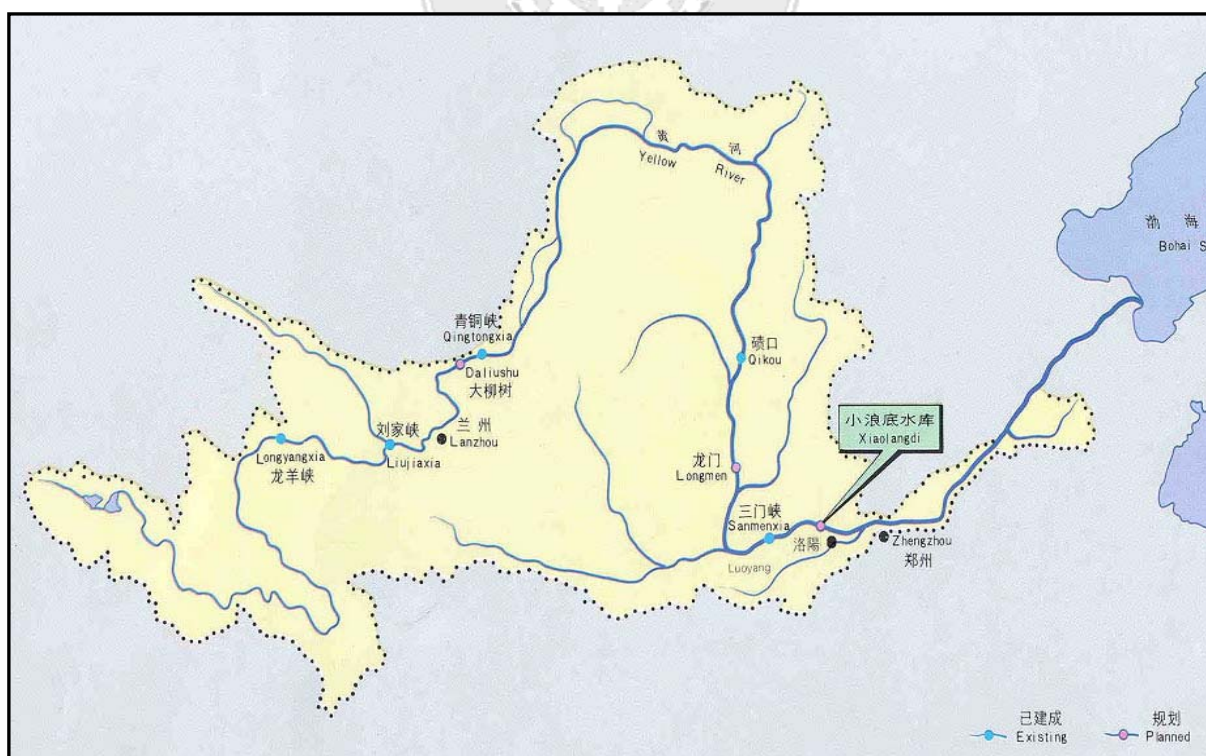 黄 河
Yellow River
渤 海
Bohai S
青铜峡
Qingtongxia
Daliushu
大柳树
碛口
Qikou
小浪底水库
Xiaolangdi
刘家峡
Liujiaxia
兰 州
Lanzhou
Longyangxia
龙羊峡
龙门
Longmen
三门峡
Sanmenxia
洛陽
Luoyang
Zhengzhou
郑州
已建成
Existing
规划
Planned